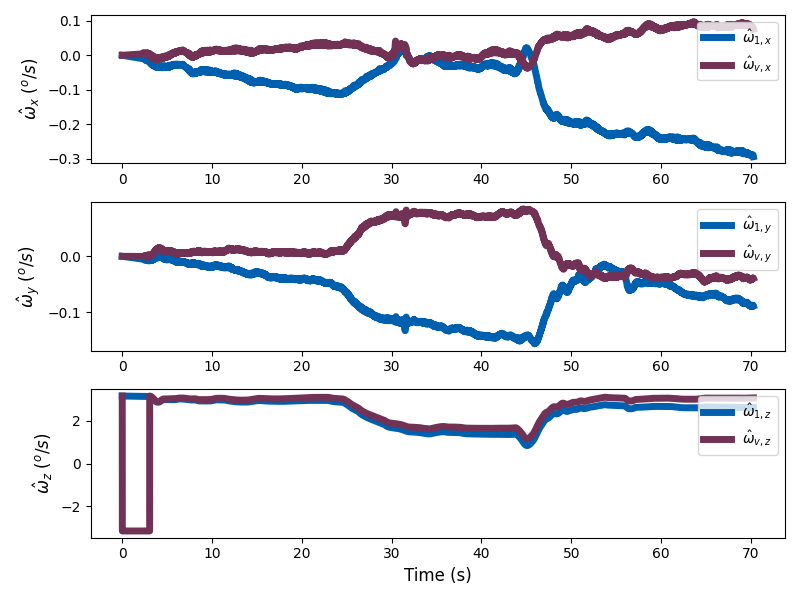 0.1
0.0
−0.1
−0.2
−0.3
ω̂ₓ (°/s)
ω̂₁,ₓ
ω̂ᵥ,ₓ
0 10 20 30 40 50 60 70
0.0
−0.1
ω̂_y (°/s)
ω̂_{1,y}
ω̂_{v,y}
0 10 20 30 40 50 60 70
2
0
−2
ω̂_z (°/s)
ω̂_{1,z}
ω̂_{v,z}
0 10 20 30 40 50 60 70
Time (s)